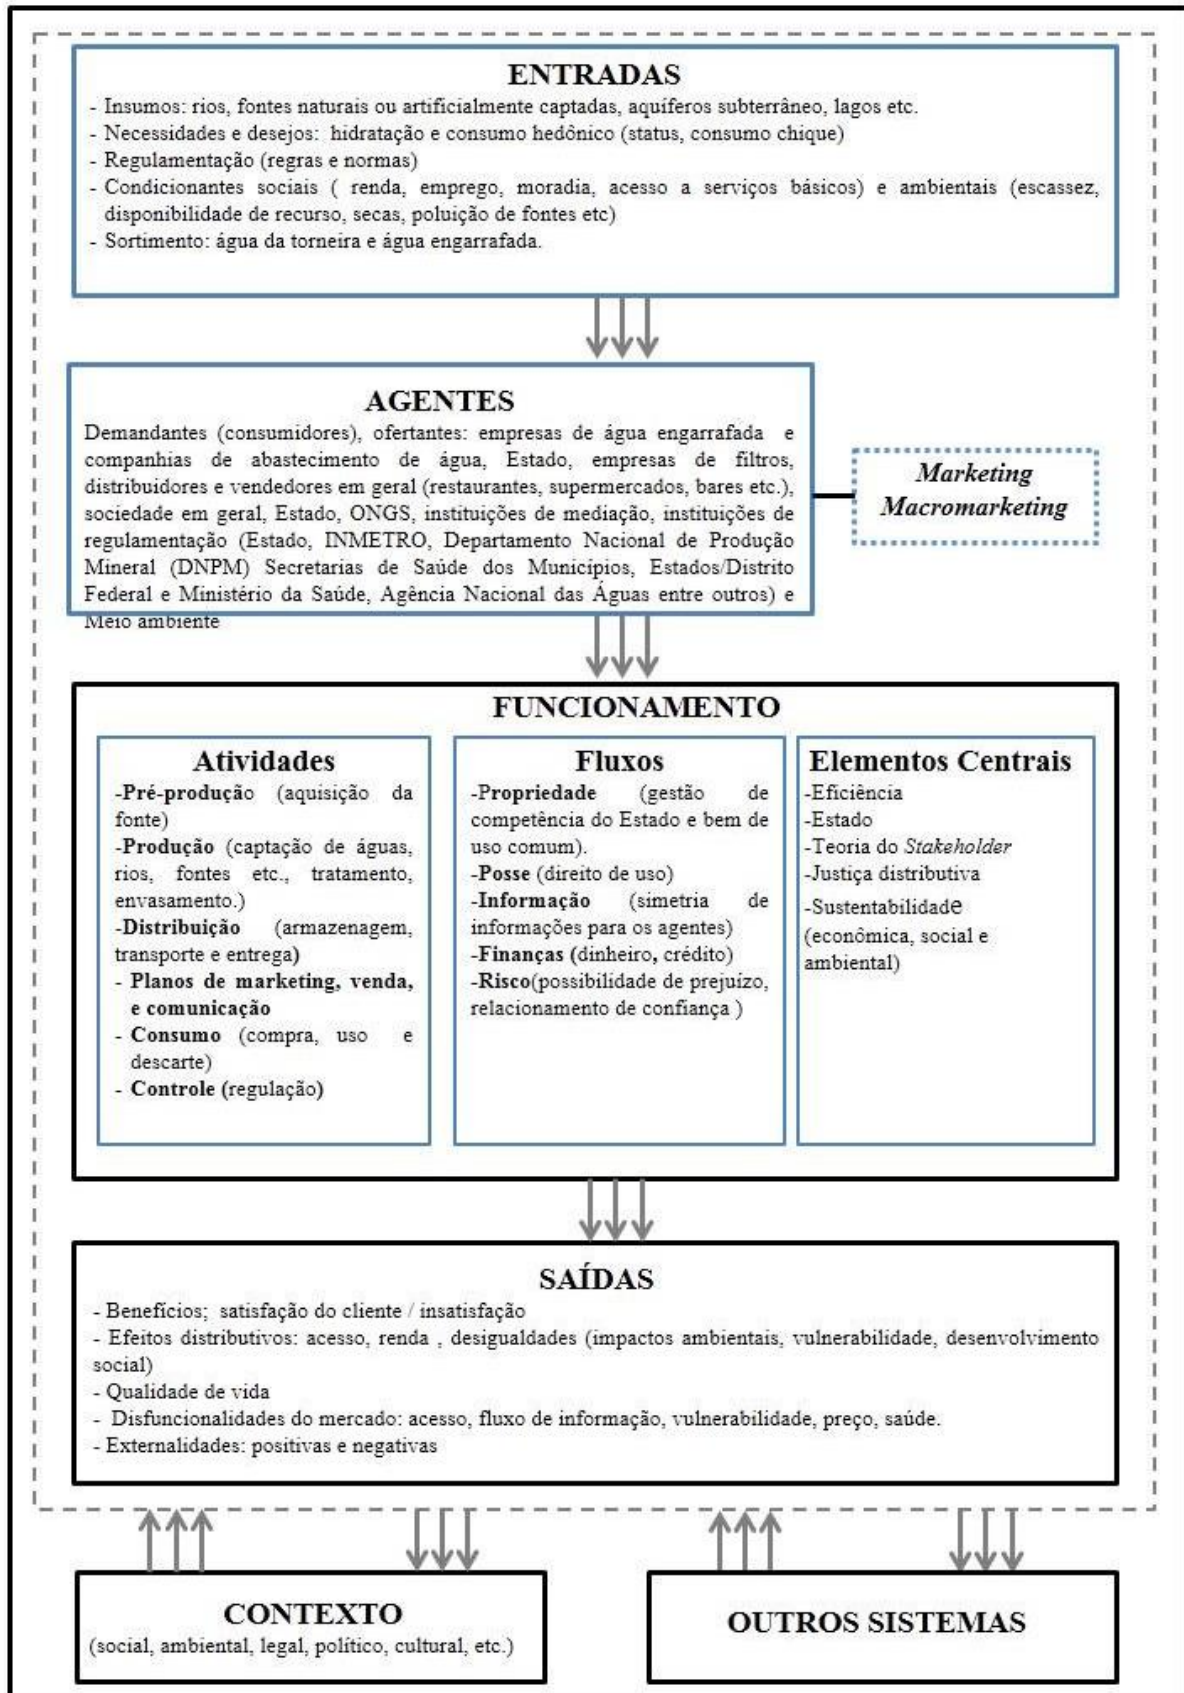 ENTRADAS
- Insumos: rios, fontes naturais ou artificialmente captadas, aquíferos subterrâneo, lagos etc.
- Necessidades e desejos: hidratação e consumo hedônico (status, consumo chique)
- Regulamentação (regras e normas)
- Condicionantes sociais ( renda, emprego, moradia, acesso a serviços básicos) e ambientais (escassez,
disponibilidade de recurso, secas, poluição de fontes etc)
- Sortimento: água da torneira e água engarrafada.
AGENTES
Demandantes (consumidores), ofertantes: empresas de água engarrafada e
companhias de abastecimento de água, Estado, empresas de filtros,
distribuidores e vendedores em geral (restaurantes, supermercados, bares etc.),
sociedade em geral, Estado, ONGS, instituições de mediação, instituições de
regulamentação (Estado, INMETRO, Departamento Nacional de Produção
Mineral (DNPM) Secretarias de Saúde dos Municípios, Estados/Distrito
Federal e Ministério da Saúde, Agência Nacional das Águas entre outros) e
Meio ambiente
Marketing
Macromarketing
FUNCIONAMENTO
Atividades
-Pré-produção (aquisição da
fonte)
-Produção (captação de águas,
rios, fontes etc., tratamento,
envasamento.)
-Distribuição (armazenagem,
transporte e entrega)
- Planos de marketing, venda,
e comunicação
- Consumo (compra, uso e
descarte)
- Controle (regulação)
Fluxos
-Propriedade (gestão de
competência do Estado e bem de
uso comum).
-Posse (direito de uso)
-Informação (simetria de
informações para os agentes)
-Finanças (dinheiro, crédito)
-Risco(possibilidade de prejuízo,
relacionamento de confiança )
Elementos Centrais
-Eficiência
-Estado
-Teoria do Stakeholder
-Justiça distributiva
-Sustentabilidade
(econômica, social e
ambiental)
SAÍDAS
- Benefícios; satisfação do cliente / insatisfação
- Efeitos distributivos: acesso, renda , desigualdades (impactos ambientais, vulnerabilidade, desenvolvimento
social)
- Qualidade de vida
- Disfuncionalidades do mercado: acesso, fluxo de informação, vulnerabilidade, preço, saúde.
- Externalidades: positivas e negativas
CONTEXTO
(social, ambiental, legal, político, cultural, etc.)
OUTROS SISTEMAS